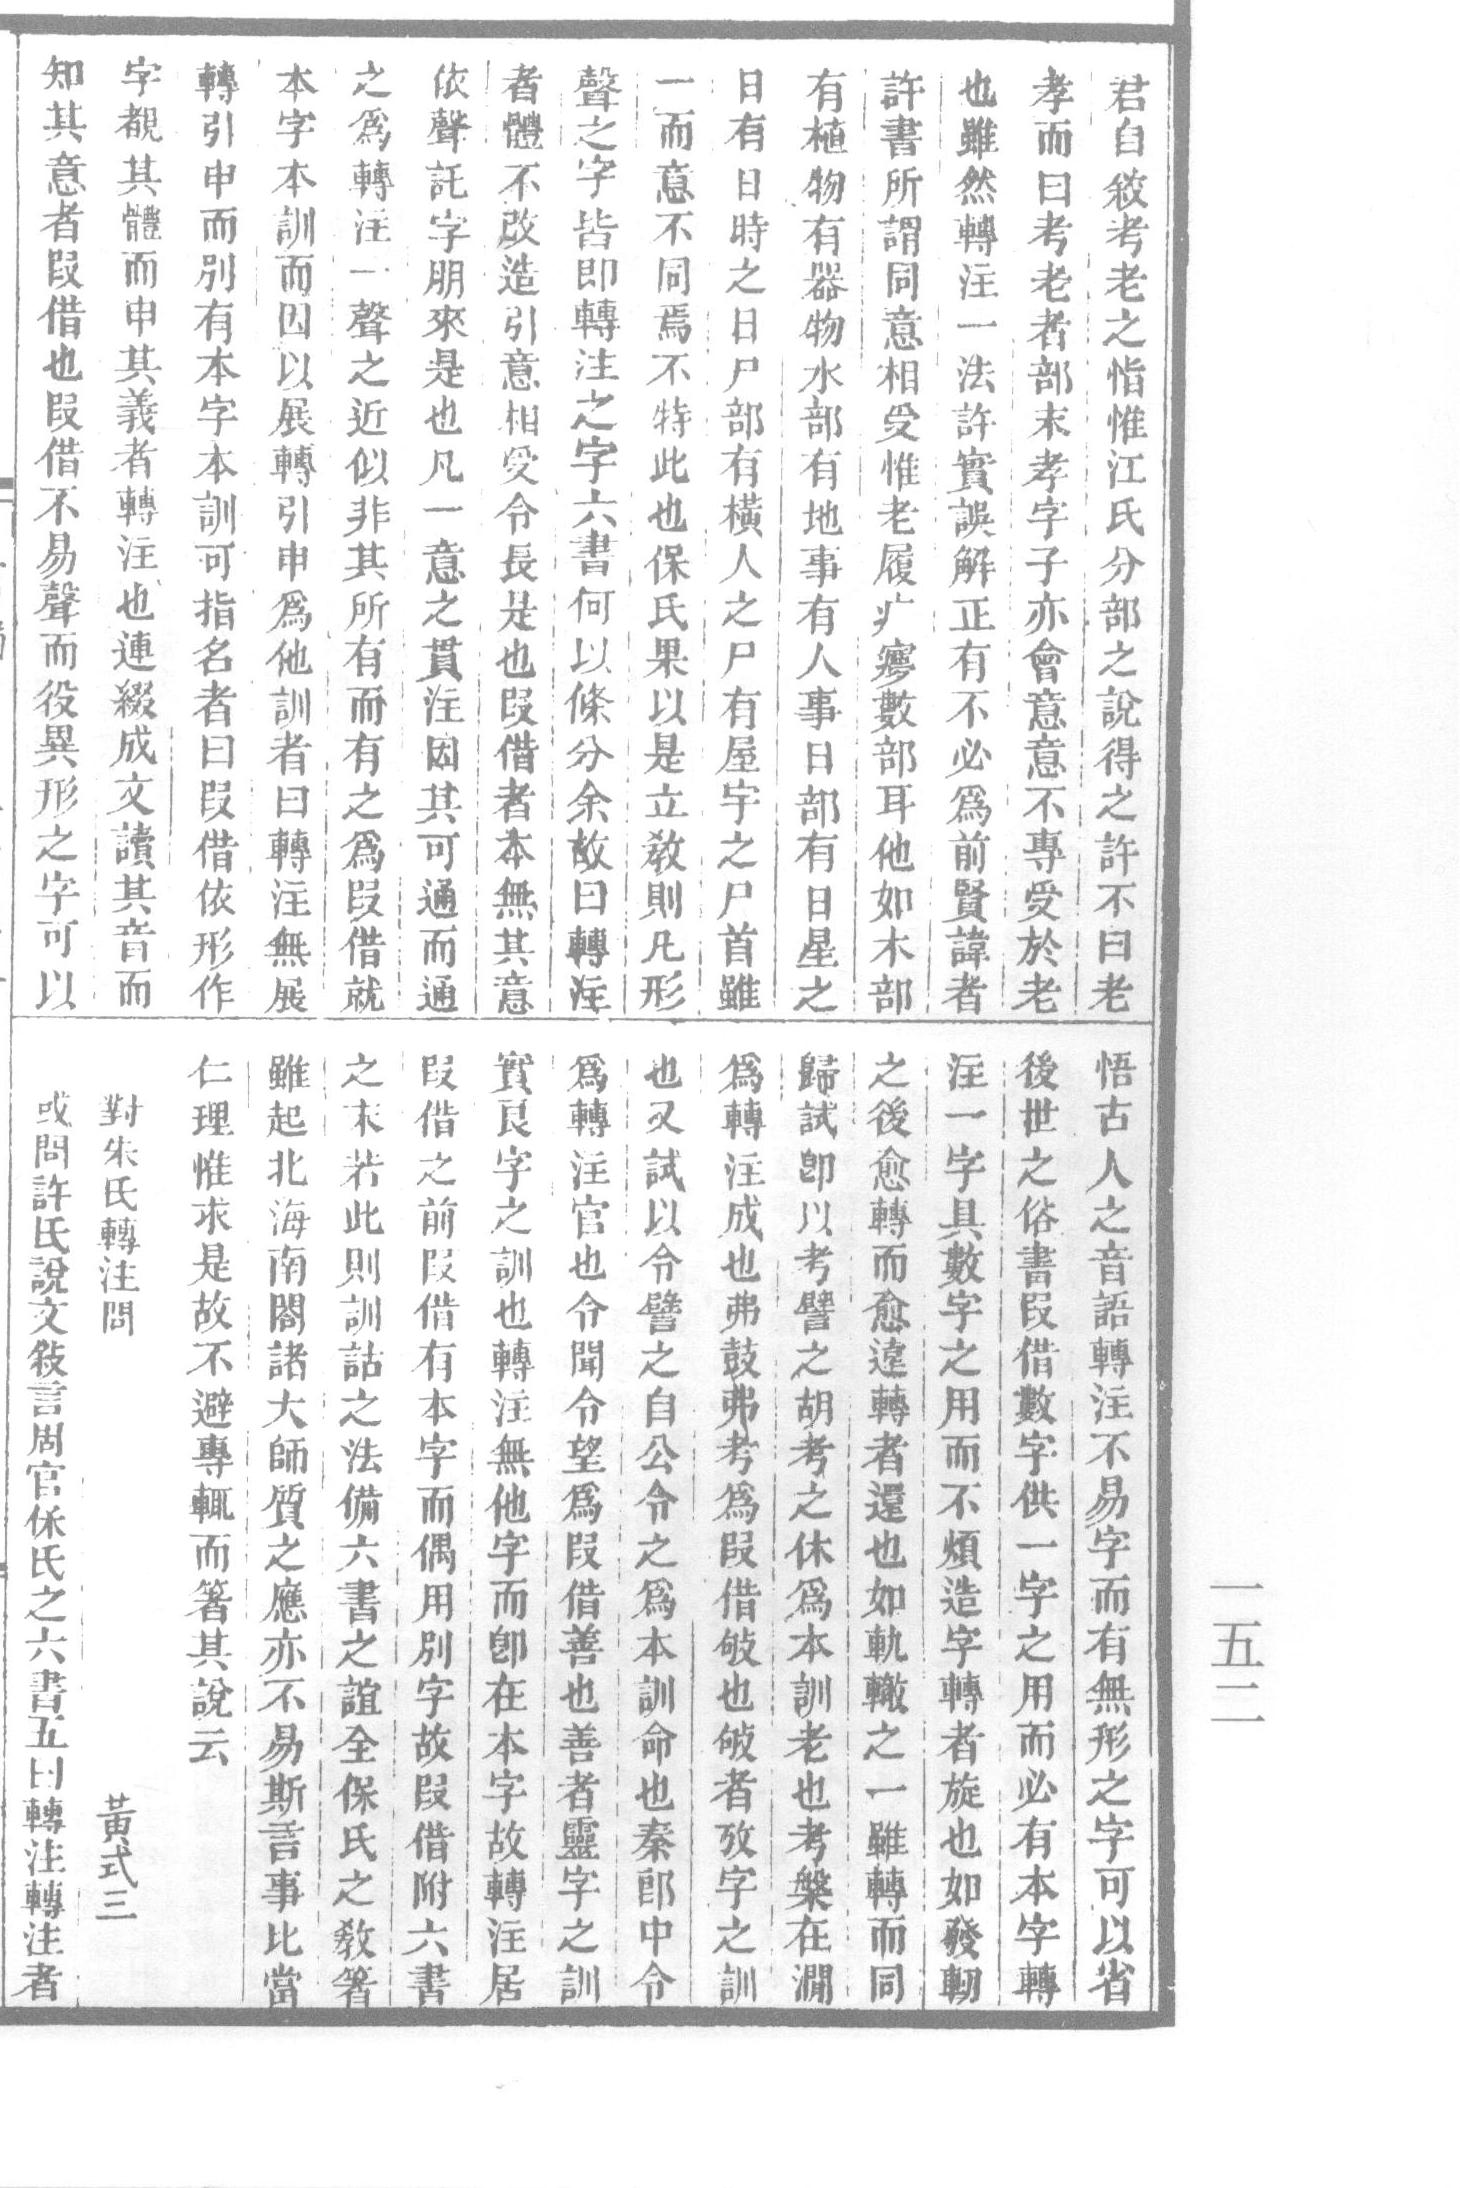 君自敘考老之恉惟江氏分部之說得之許不曰老
孝而曰考老者部末孝字子亦會意意不專受於老
也雖然轉注一法許實誤解正有不必爲前賢諱者
許書所謂同意相受惟老履疒㝱數部耳他如木部
有植物有器物水部有地事有人事日部有日星之
日有日時之日尸部有橫人之尸有屋宇之尸首雖
一而意不同焉不特此也保氏果以是立教則凡形
聲之字皆卽轉注之字六書何以條分余故曰轉注
者體不改造引意相受令長是也叚借者本無其意
依聲託字朋來是也凡一意之貫注因其可通而通
之爲轉注一聲之近似非其所有而有之爲叚借就
本字本訓而因以展轉引申爲他訓者曰轉注無展
轉引申而別有本字本訓可指名者曰叚借依形作
字覩其體而申其義者轉注也連綴成文讀其音而
知其意者叚借也叚借不易聲而役異形之字可以
悟古人之音語轉注不易字而有無形之字可以省
後世之俗書叚借數字供一字之用而必有本字轉
注一字具數字之用而不煩造字轉者旋也如發軔
之後愈轉而愈遠轉者還也如軌轍之一雖轉而同
歸試卽以考譬之胡考之休爲本訓老也考槃在澗
爲轉注成也弗鼓弗考爲叚借攱也攱者攷字之訓
也又試以令譬之自公令之爲本訓命也秦郎中令
爲轉注官也令聞令望爲叚借善也善者靈字之訓
實良字之訓也轉注無他字而卽在本字故轉注居
叚借之前叚借有本字而偶用別字故叚借附六書
之末若此則訓詁之法備六書之誼全保氏之教箸
雖起北海南閣諸大師質之應亦不易斯言事比當
仁理惟求是故不避專輒而箸其說云
對朱氏轉注問　黃式三
或問許氏說文敘言周官保氏之六書五曰轉注轉注者
一五二